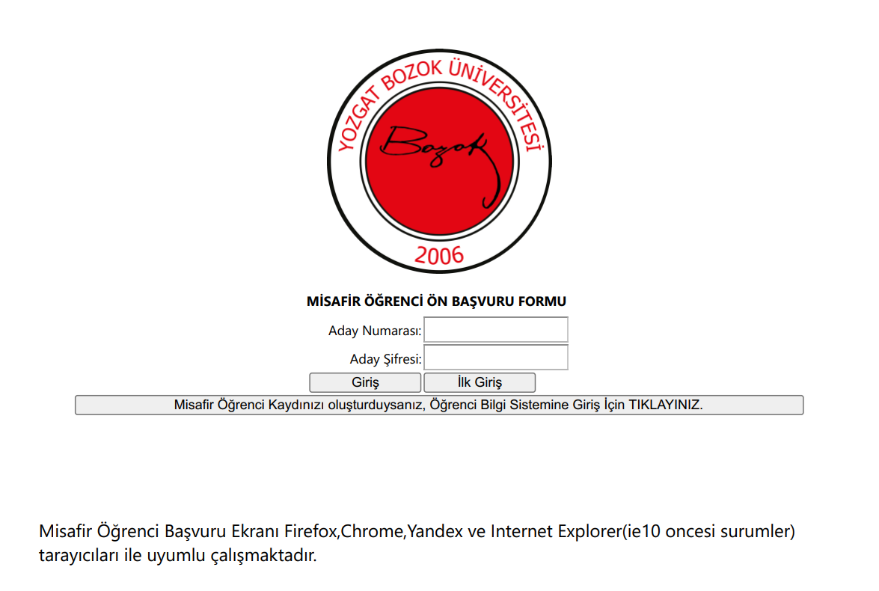 YOZGAT BOZOK ÜNİVERSİTESİ
Bozok
2006
MİSAFİR ÖĞRENCİ ÖN BAŞVURU FORMU
Aday Numarası:
Aday Şifresi:
Giriş İlk Giriş
Misafir Öğrenci Kaydınızı oluşturduysanız, Öğrenci Bilgi Sistemine Giriş İçin TIKLAYINIZ.
Misafir Öğrenci Başvuru Ekranı Firefox,Chrome,Yandex ve Internet Explorer(ie10 oncesi surumler)
tarayıcıları ile uyumlu çalışmaktadır.